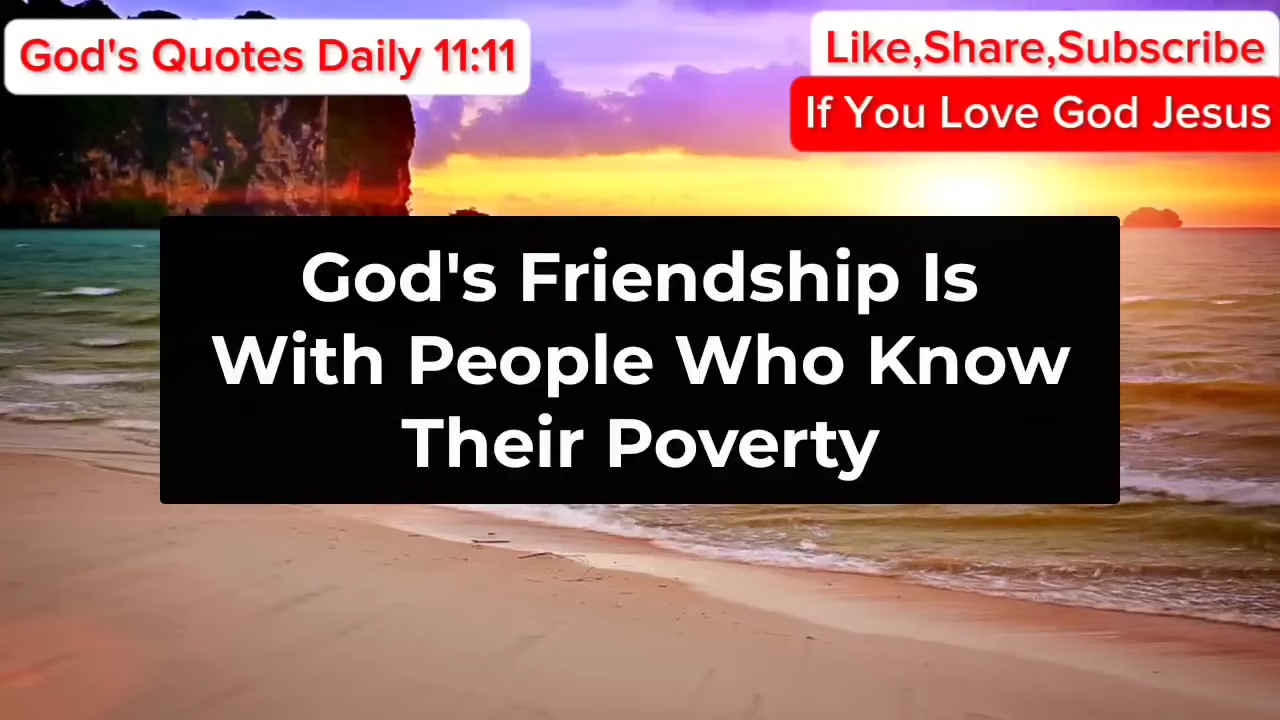 God's Quotes Daily 11:11
Like,Share,Subscribe
If You Love God Jesus
God's Friendship Is
With People Who Know
Their Poverty